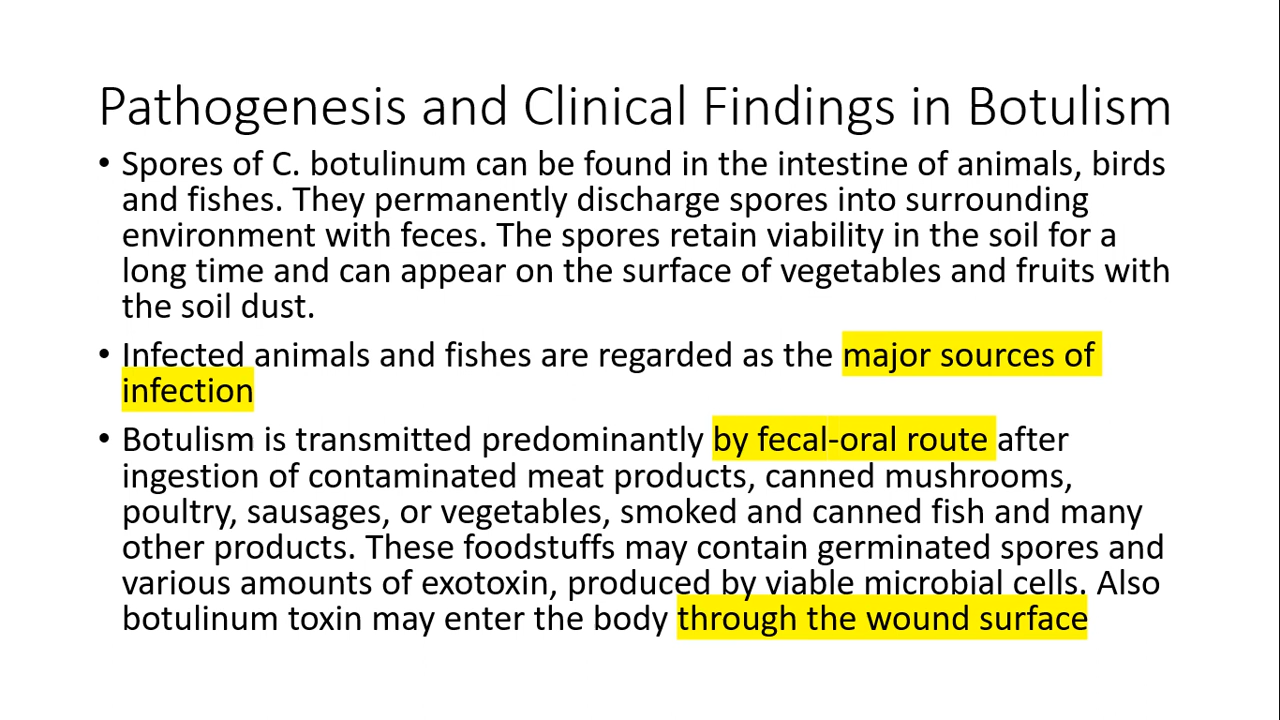 Pathogenesis and Clinical Findings in Botulism
• Spores of C. botulinum can be found in the intestine of animals, birds
and fishes. They permanently discharge spores into surrounding
environment with feces. The spores retain viability in the soil for a
long time and can appear on the surface of vegetables and fruits with
the soil dust.
• Infected animals and fishes are regarded as the major sources of
infection
• Botulism is transmitted predominantly by fecal-oral route after
ingestion of contaminated meat products, canned mushrooms,
poultry, sausages, or vegetables, smoked and canned fish and many
other products. These foodstuffs may contain germinated spores and
various amounts of exotoxin, produced by viable microbial cells. Also
botulinum toxin may enter the body through the wound surface